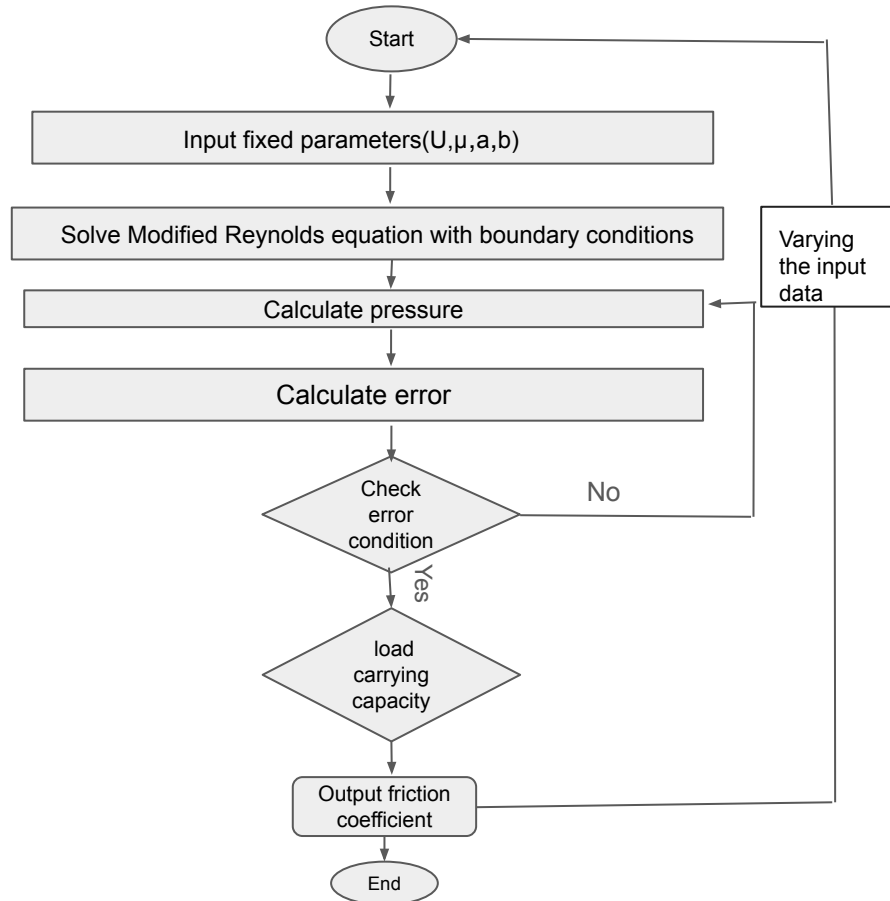 Start
Input fixed parameters(U,μ,a,b)
Solve Modified Reynolds equation with boundary conditions
Varying
the input
data
Calculate pressure
Calculate error
Check
error
condition
No
Yes
load
carrying
capacity
Output friction
coefficient
End